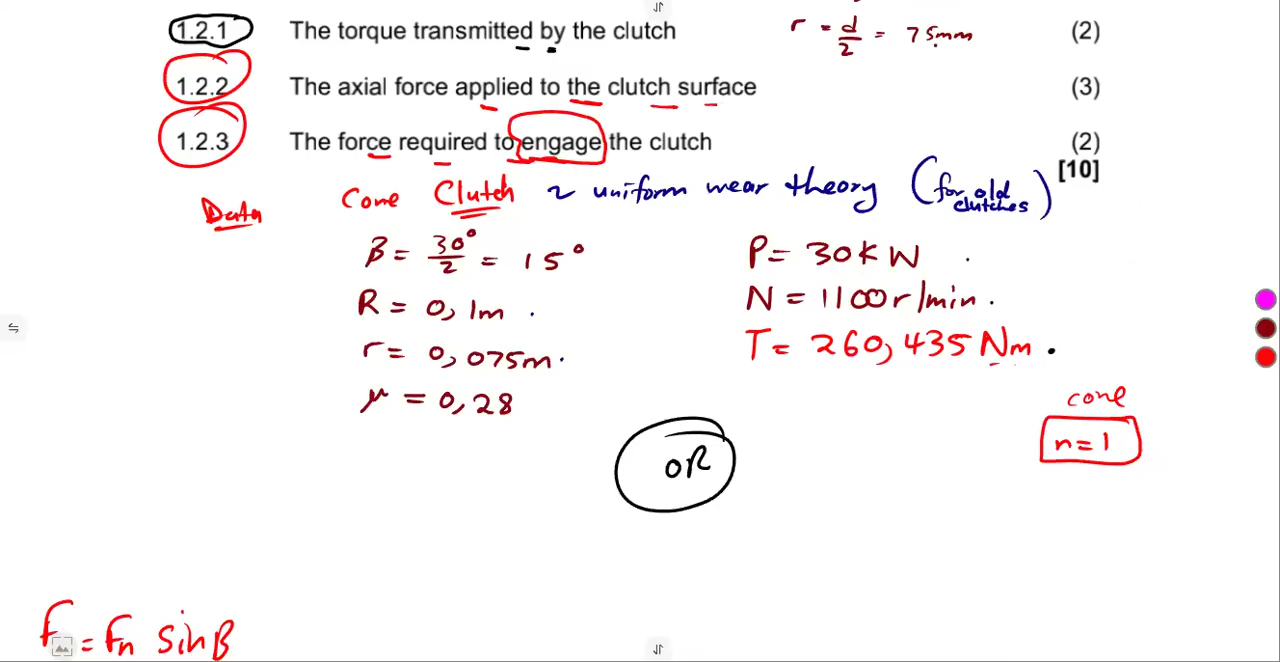 1.2.1 The torque transmitted by the clutch (2)
r = d/2 = 75mm
1.2.2 The axial force applied to the clutch surface (3)
1.2.3 The force required to engage the clutch (2)
[10]
Data
Cone Clutch ~ uniform wear theory (for old clutches)
β = 30°/2 = 15°
R = 0,1m
r = 0,075m
μ = 0,28
P = 30kW
N = 1100 r/min.
T = 260,435 Nm
OR
cone
n = 1
F = Fn sinβ